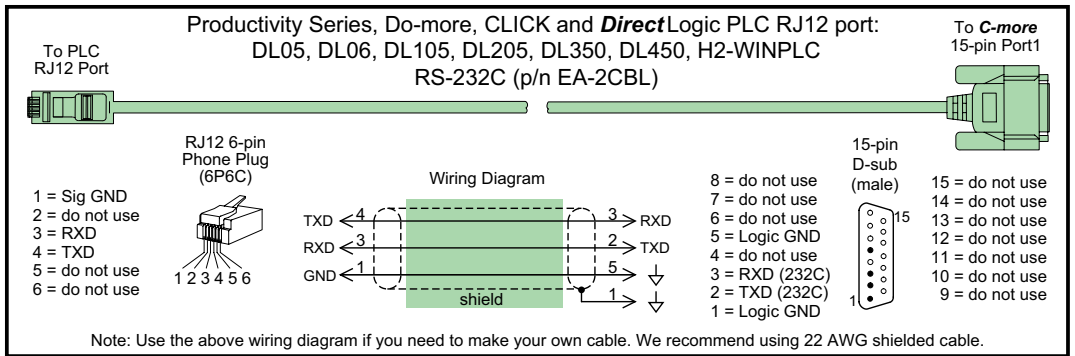 Productivity Series, Do-more, CLICK and DirectLogic PLC RJ12 port:
DL05, DL06, DL105, DL205, DL350, DL450, H2-WINPLC
RS-232C (p/n EA-2CBL)
To PLC
RJ12 Port
To C-more
15-pin Port1
RJ12 6-pin
Phone Plug
(6P6C)
1 = Sig GND
2 = do not use
3 = RXD
4 = TXD
5 = do not use
6 = do not use
1 2 3 4 5 6
Wiring Diagram
TXD 4 3 RXD
RXD 3 2 TXD
GND 1 5
1
shield
8 = do not use
7 = do not use
6 = do not use
5 = Logic GND
4 = do not use
3 = RXD (232C)
2 = TXD (232C)
1 = Logic GND
15-pin
D-sub
(male)
15
1
15 = do not use
14 = do not use
13 = do not use
12 = do not use
11 = do not use
10 = do not use
9 = do not use
Note: Use the above wiring diagram if you need to make your own cable. We recommend using 22 AWG shielded cable.